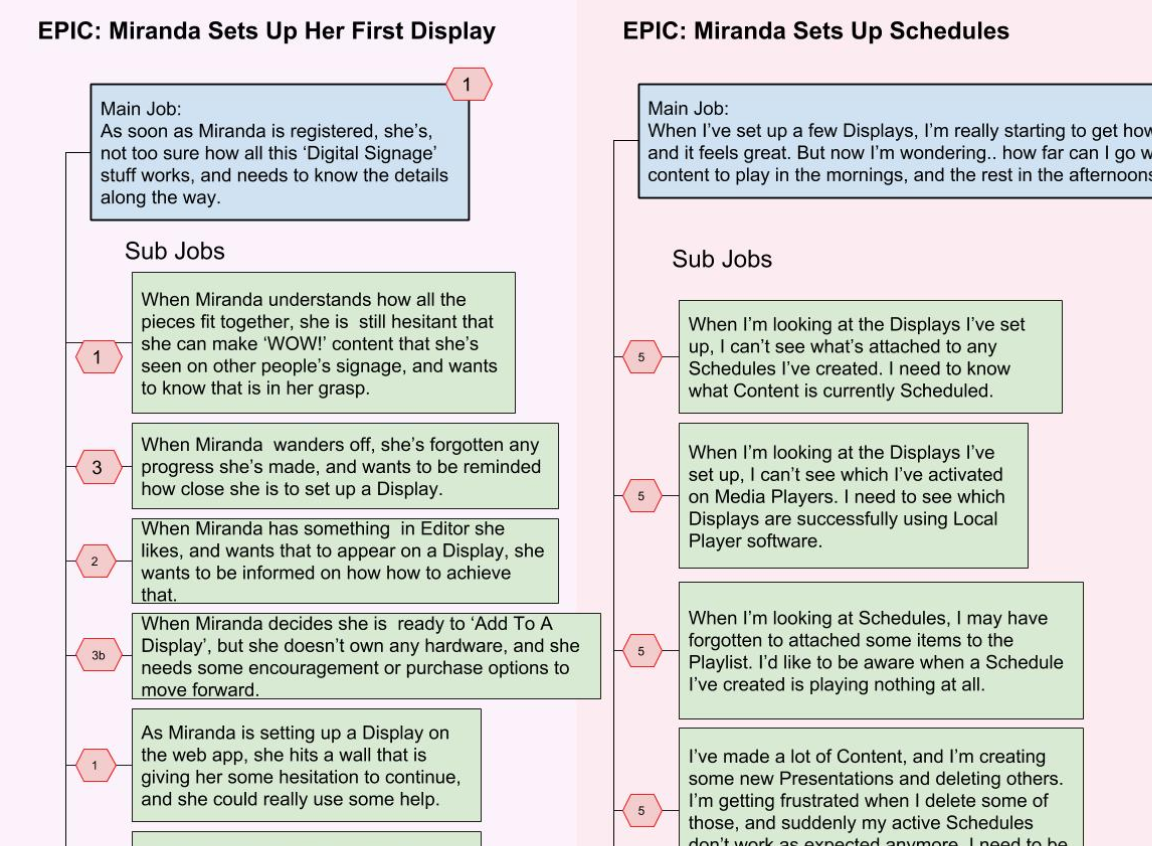 EPIC: Miranda Sets Up Her First Display
1
Main Job:
As soon as Miranda is registered, she's,
not too sure how all this 'Digital Signage'
stuff works, and needs to know the details
along the way.
Sub Jobs
1
When Miranda understands how all the
pieces fit together, she is still hesitant that
she can make 'WOW!' content that she's
seen on other people's signage, and wants
to know that is in her grasp.
3
When Miranda wanders off, she's forgotten any
progress she's made, and wants to be reminded
how close she is to set up a Display.
2
When Miranda has something in Editor she
likes, and wants that to appear on a Display, she
wants to be informed on how how to achieve
that.
3b
When Miranda decides she is ready to 'Add To A
Display', but she doesn't own any hardware, and she
needs some encouragement or purchase options to
move forward.
1
As Miranda is setting up a Display on
the web app, she hits a wall that is
giving her some hesitation to continue,
and she could really use some help.
EPIC: Miranda Sets Up Schedules
Main Job:
When I've set up a few Displays, I'm really starting to get how
and it feels great. But now I'm wondering.. how far can I go
content to play in the mornings, and the rest in the afternoons
Sub Jobs
5
When I'm looking at the Displays I've set
up, I can't see what's attached to any
Schedules I've created. I need to know
what Content is currently Scheduled.
5
When I'm looking at the Displays I've
set up, I can't see which I've activated
on Media Players. I need to see which
Displays are successfully using Local
Player software.
5
When I'm looking at Schedules, I may have
forgotten to attached some items to the
Playlist. I'd like to be aware when a Schedule
I've created is playing nothing at all.
5
I've made a lot of Content, and I'm creating
some new Presentations and deleting others.
I'm getting frustrated when I delete some of
those, and suddenly my active Schedules
don't work as expected anymore. I need to be